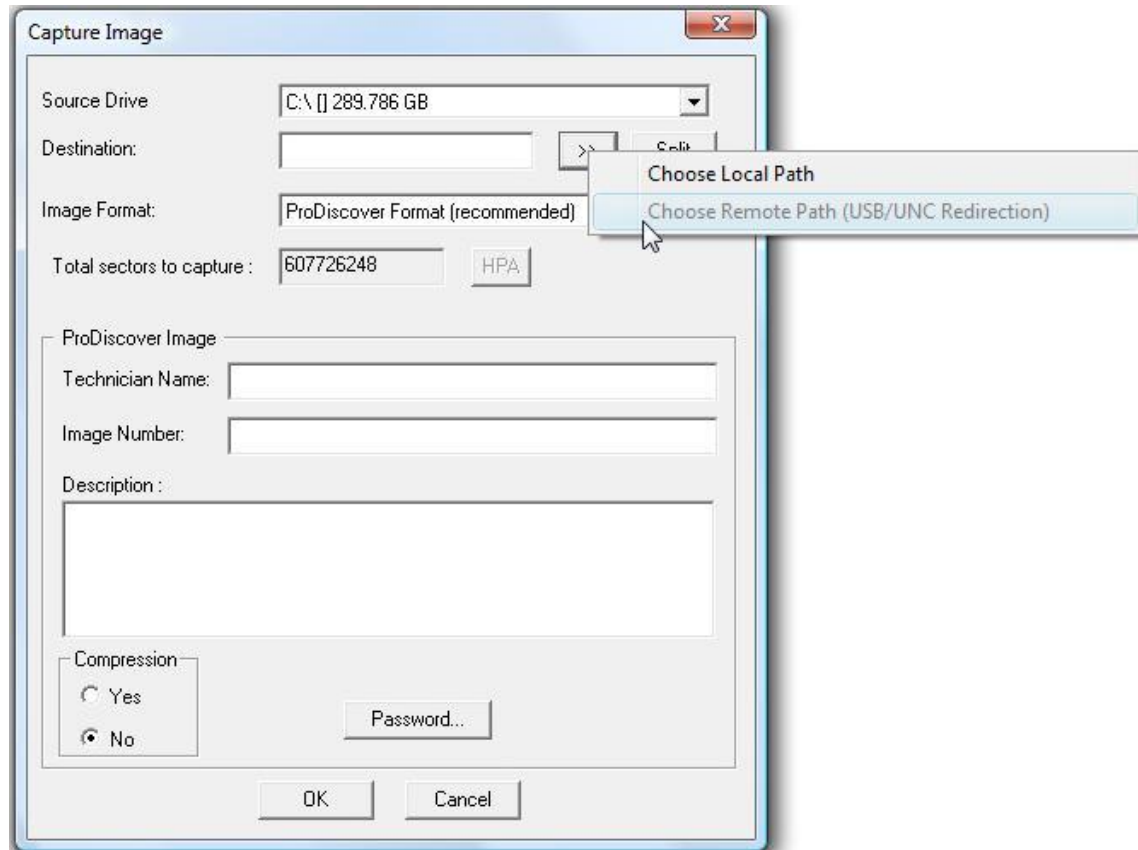 Capture Image
Source Drive
C:\ [] 289.786 GB
Destination:
>>
Split
Choose Local Path
Choose Remote Path (USB/UNC Redirection)
Image Format:
ProDiscover Format (recommended)
Total sectors to capture :
607726248
HPA
ProDiscover Image
Technician Name:
Image Number:
Description :
Compression
Yes
No
Password...
OK
Cancel